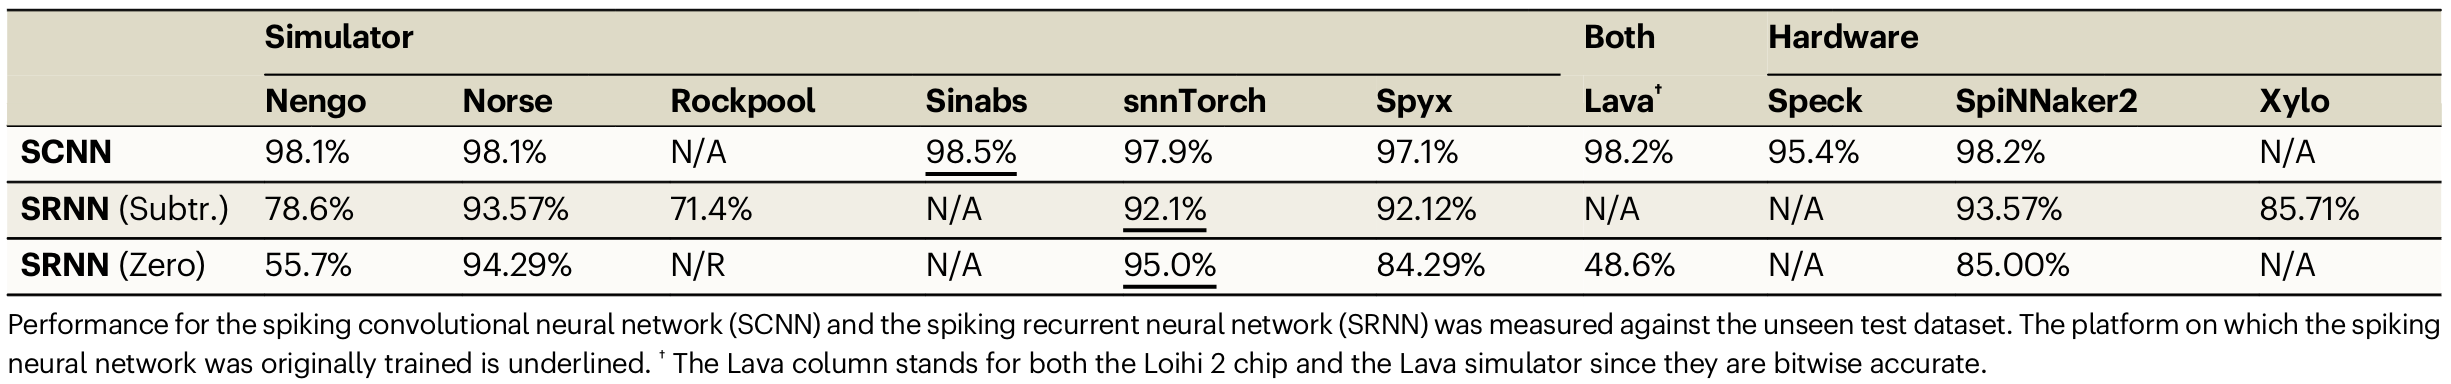 Simulator Both Hardware
Nengo Norse Rockpool Sinabs snnTorch Spyx Lava† Speck SpiNNaker2 Xylo
SCNN 98.1% 98.1% N/A 98.5% 97.9% 97.1% 98.2% 95.4% 98.2% N/A
SRNN (Subtr.) 78.6% 93.57% 71.4% N/A 92.1% 92.12% N/A N/A 93.57% 85.71%
SRNN (Zero) 55.7% 94.29% N/R N/A 95.0% 84.29% 48.6% N/A 85.00% N/A
Performance for the spiking convolutional neural network (SCNN) and the spiking recurrent neural network (SRNN) was measured against the unseen test dataset. The platform on which the spiking
neural network was originally trained is underlined. † The Lava column stands for both the Loihi 2 chip and the Lava simulator since they are bitwise accurate.